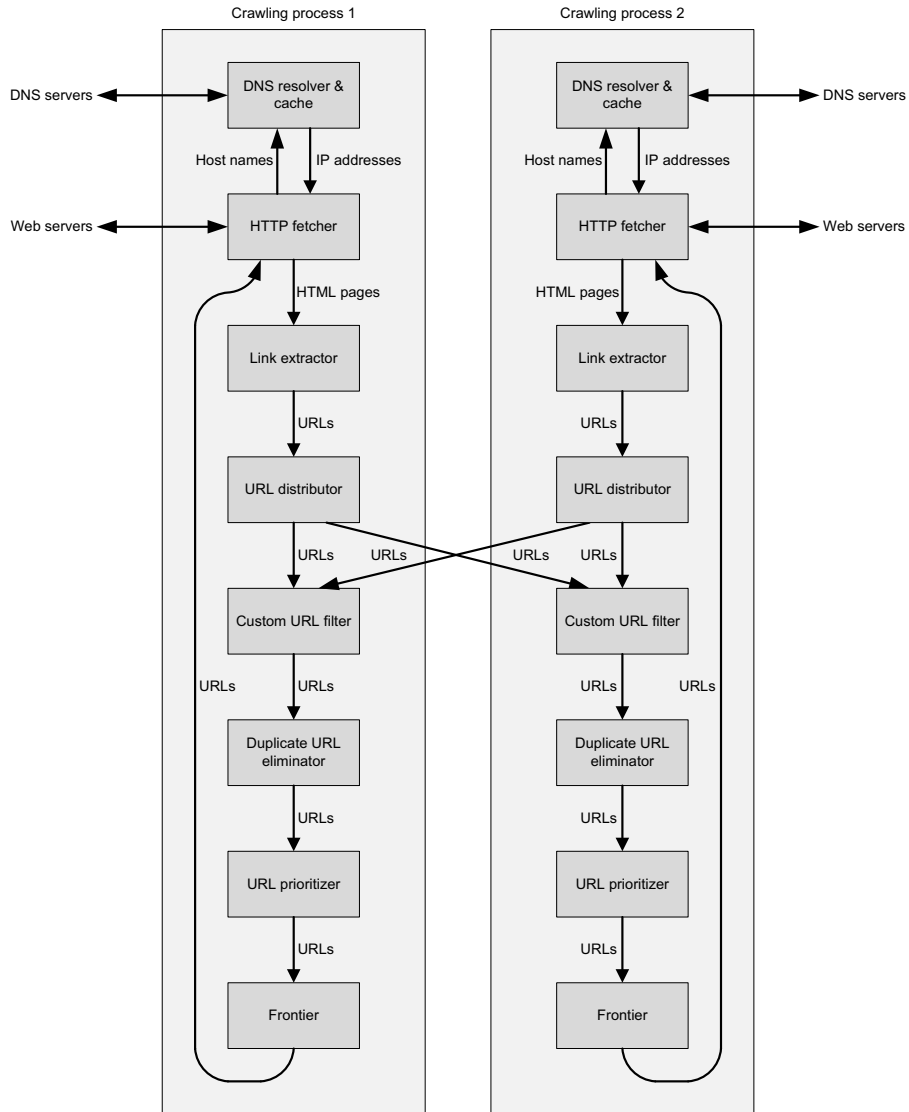 Crawling process 1
Crawling process 2
DNS servers
DNS resolver &
cache
DNS resolver &
cache
DNS servers
Host names
IP addresses
Host names
IP addresses
Web servers
HTTP fetcher
HTTP fetcher
Web servers
HTML pages
HTML pages
Link extractor
Link extractor
URLs
URLs
URL distributor
URL distributor
URLs
URLs
URLs
URLs
Custom URL filter
Custom URL filter
URLs
URLs
URLs
URLs
Duplicate URL
eliminator
Duplicate URL
eliminator
URLs
URLs
URL prioritizer
URL prioritizer
URLs
URLs
Frontier
Frontier